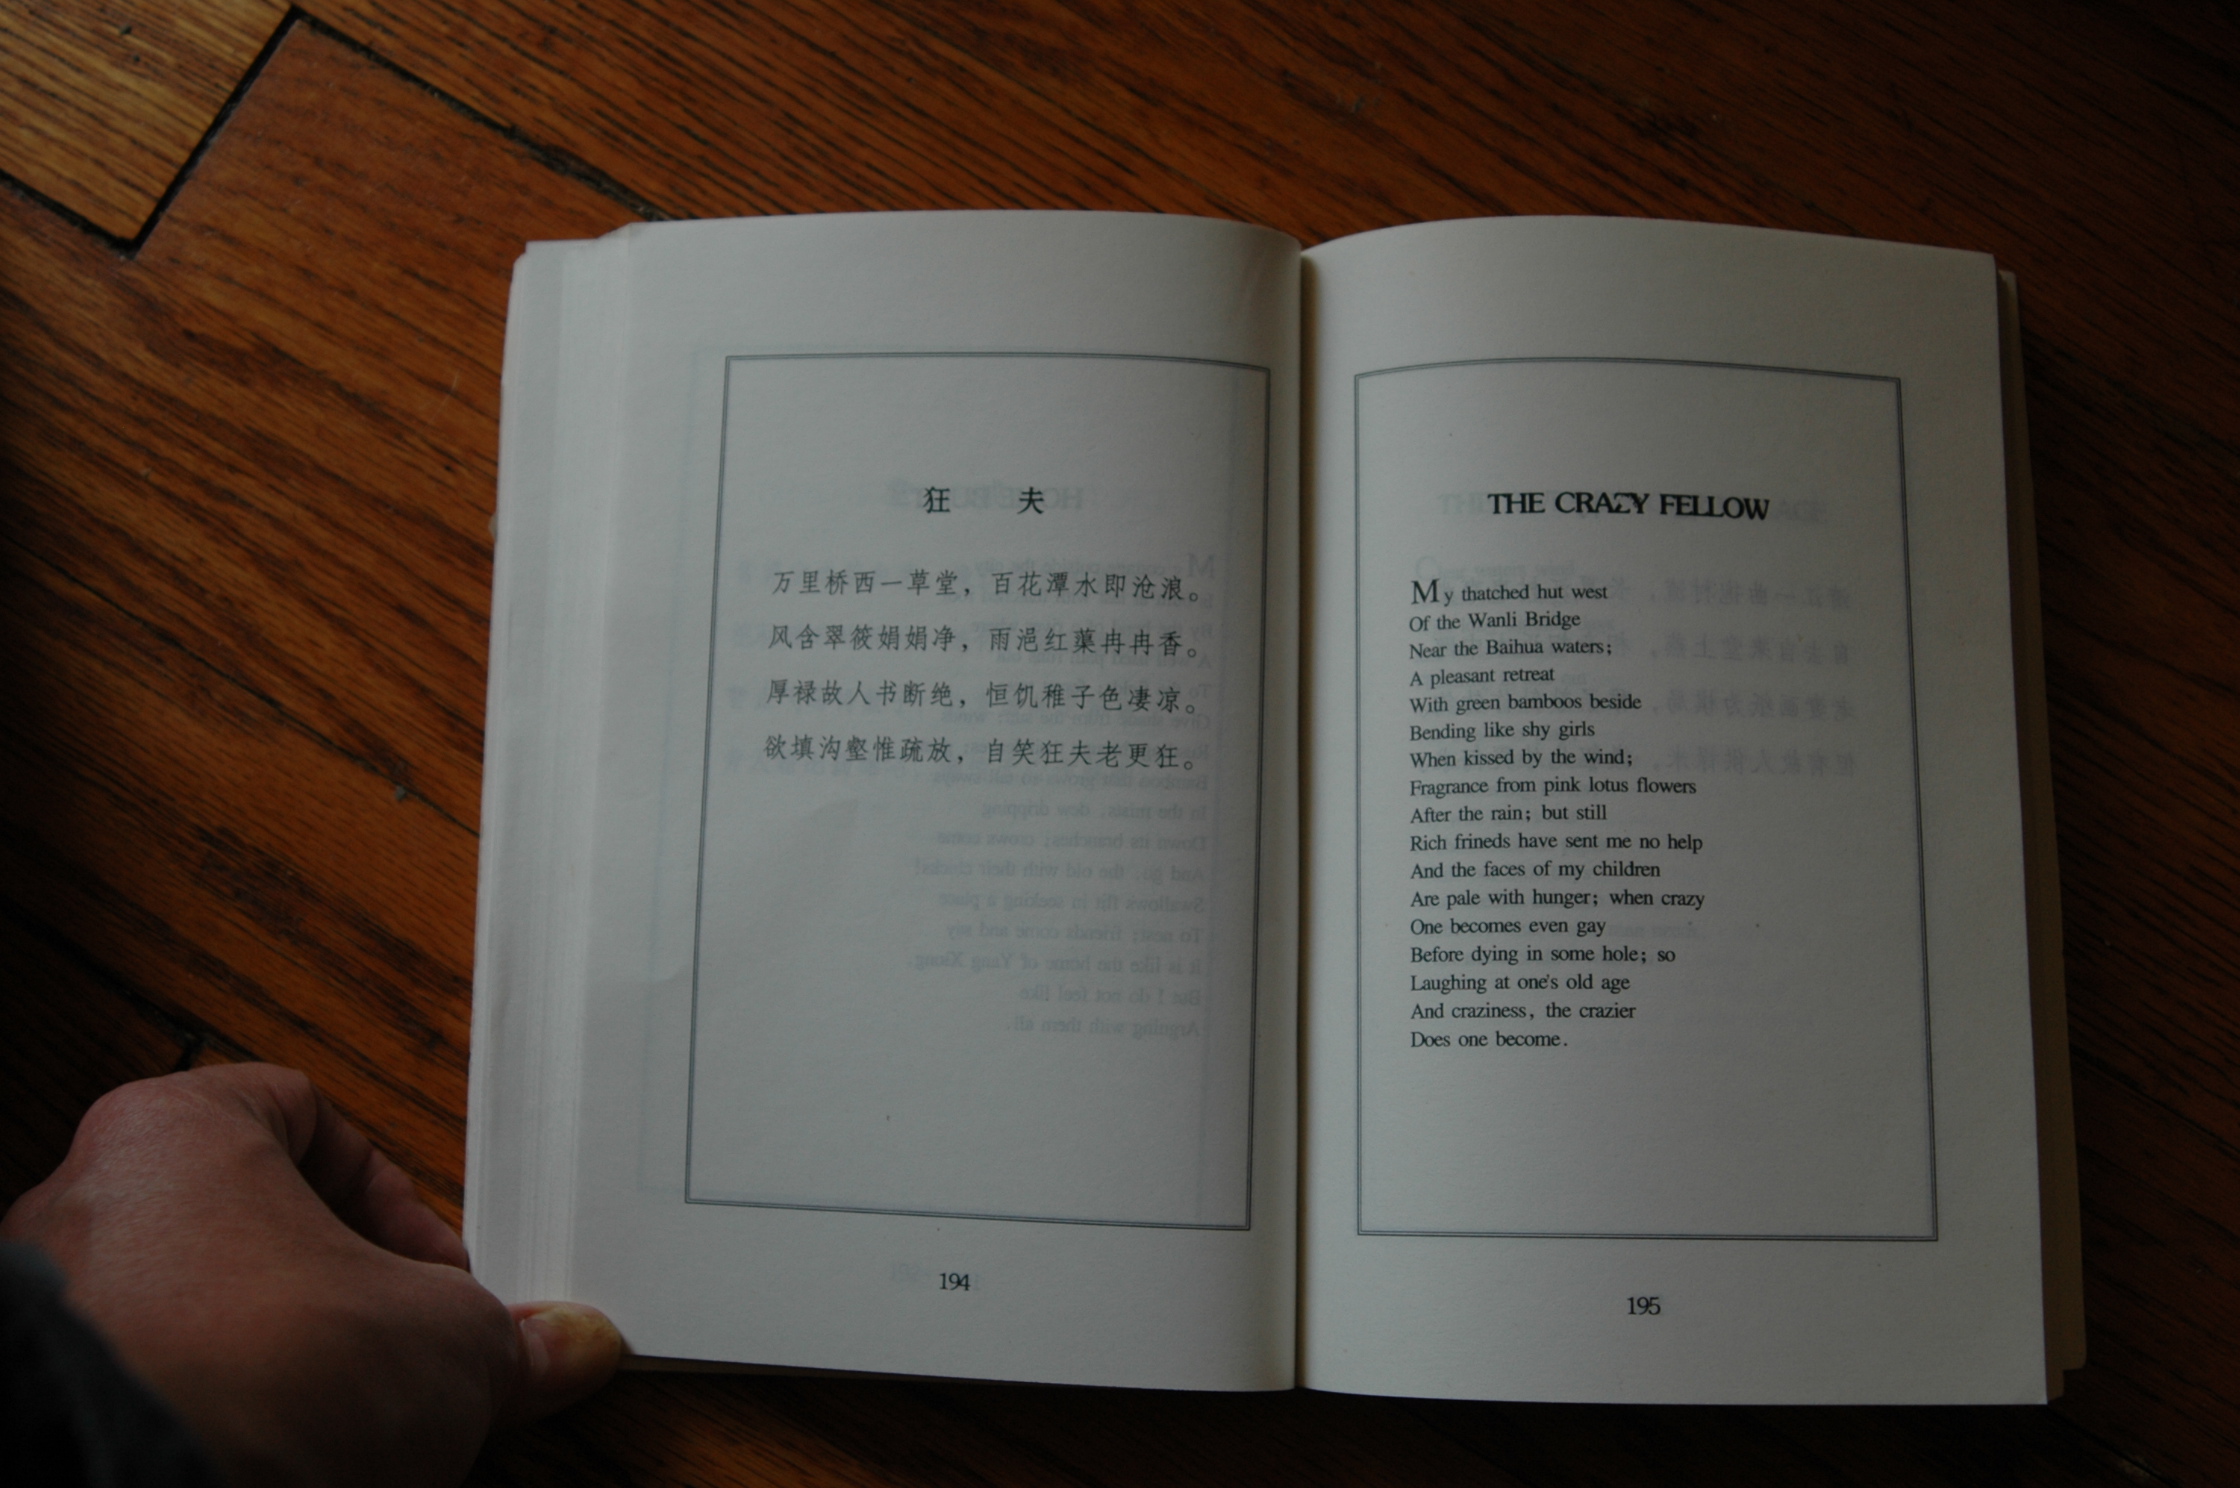 狂 夫
万里桥西一草堂，百花潭水即沧浪。
风含翠筱娟娟净，雨浥红蕖冉冉香。
厚禄故人书断绝，恒饥稚子色凄凉。
欲填沟壑惟疏放，自笑狂夫老更狂。
194
THE CRAZY FELLOW
My thatched hut west
Of the Wanli Bridge
Near the Baihua waters;
A pleasant retreat
With green bamboos beside
Bending like shy girls
When kissed by the wind;
Fragrance from pink lotus flowers
After the rain; but still
Rich frineds have sent me no help
And the faces of my children
Are pale with hunger; when crazy
One becomes even gay
Before dying in some hole; so
Laughing at one's old age
And craziness, the crazier
Does one become.
195